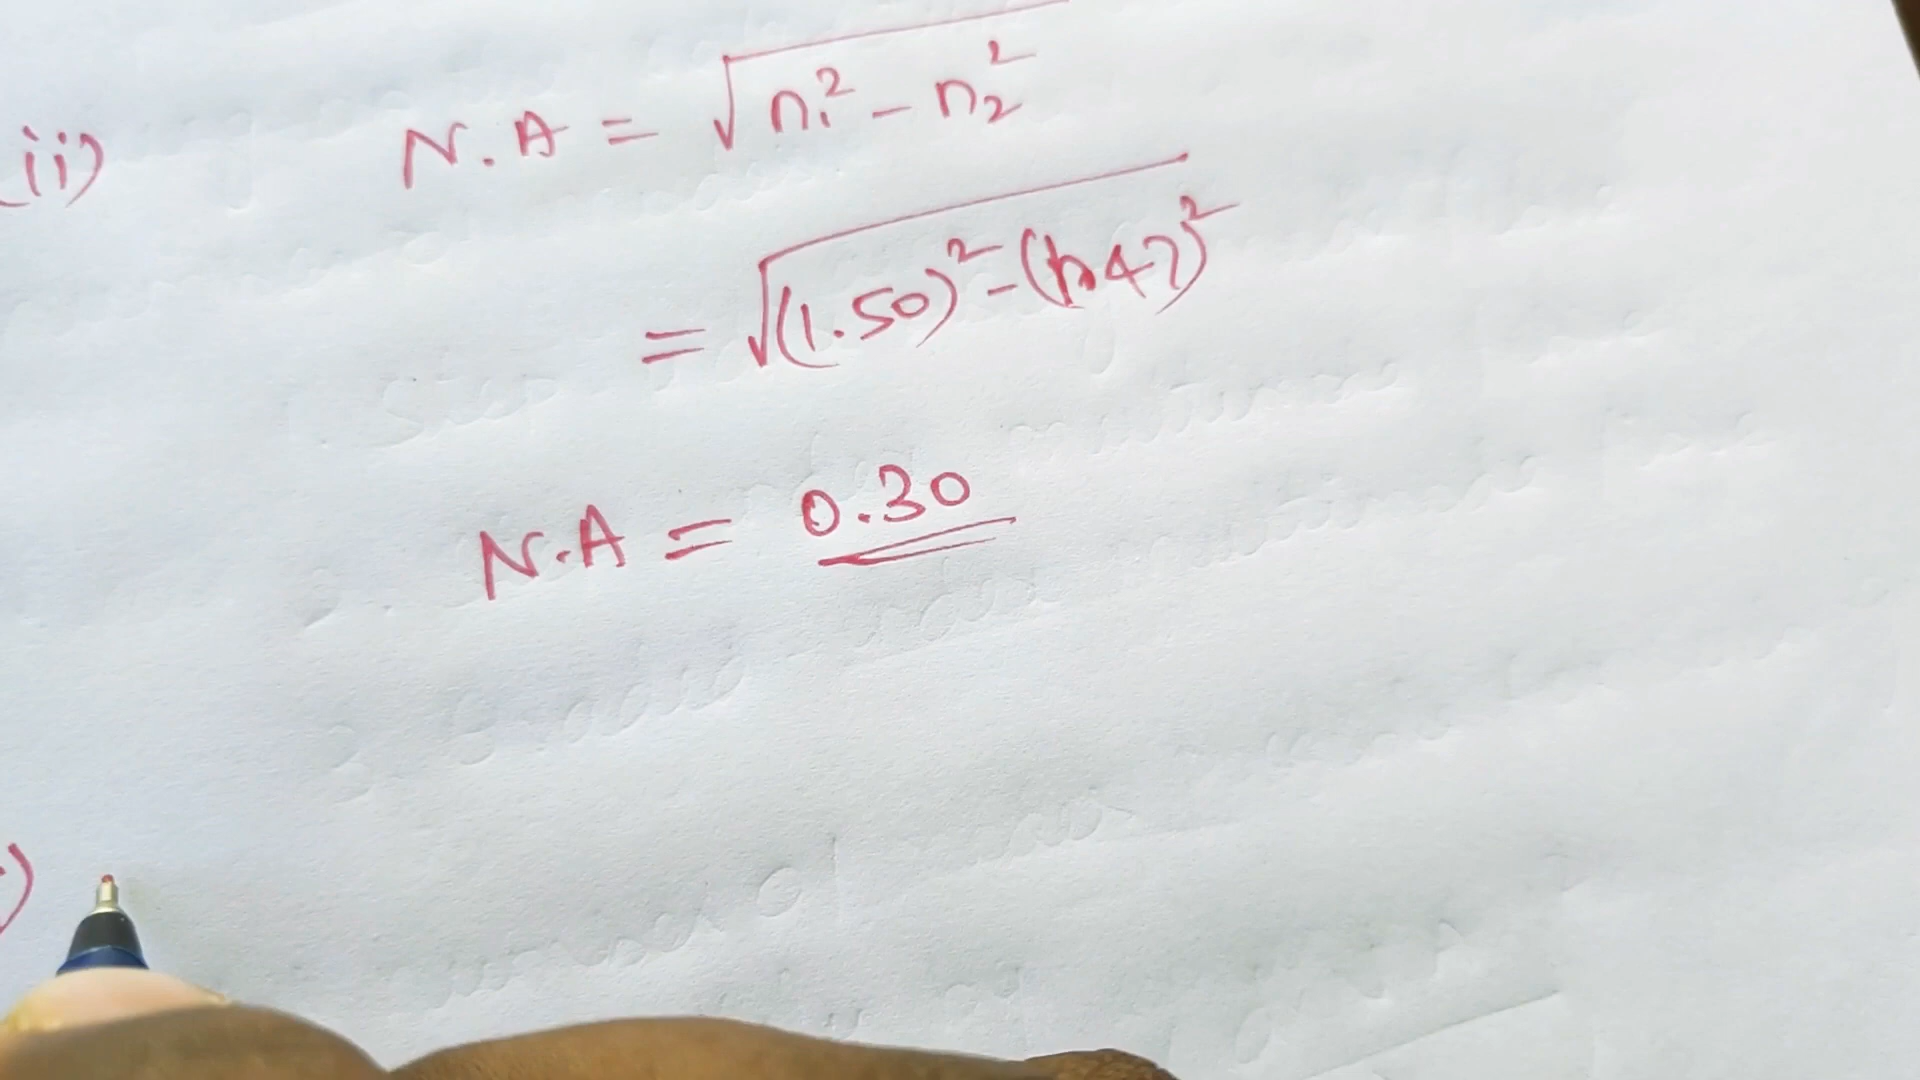 (ii) N.A = √n₁² - n₂²
= √(1.50)² - (1.47)²
N.A = 0.30
)